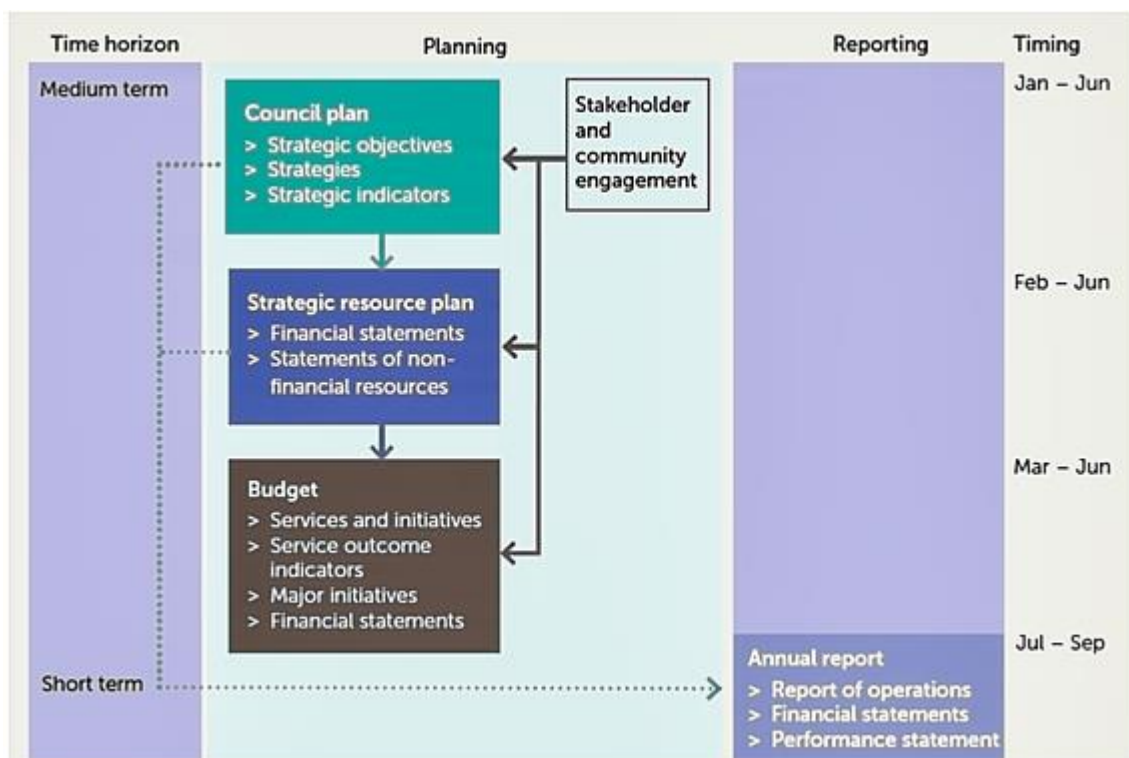 Time horizon
Planning
Reporting
Timing
Medium term
Council plan
> Strategic objectives
> Strategies
> Strategic indicators
Stakeholder
and
community
engagement
Jan – Jun
Strategic resource plan
> Financial statements
> Statements of non-
financial resources
Feb – Jun
Budget
> Services and initiatives
> Service outcome
indicators
> Major initiatives
> Financial statements
Mar – Jun
Short term
Annual report
> Report of operations
> Financial statements
> Performance statement
Jul – Sep